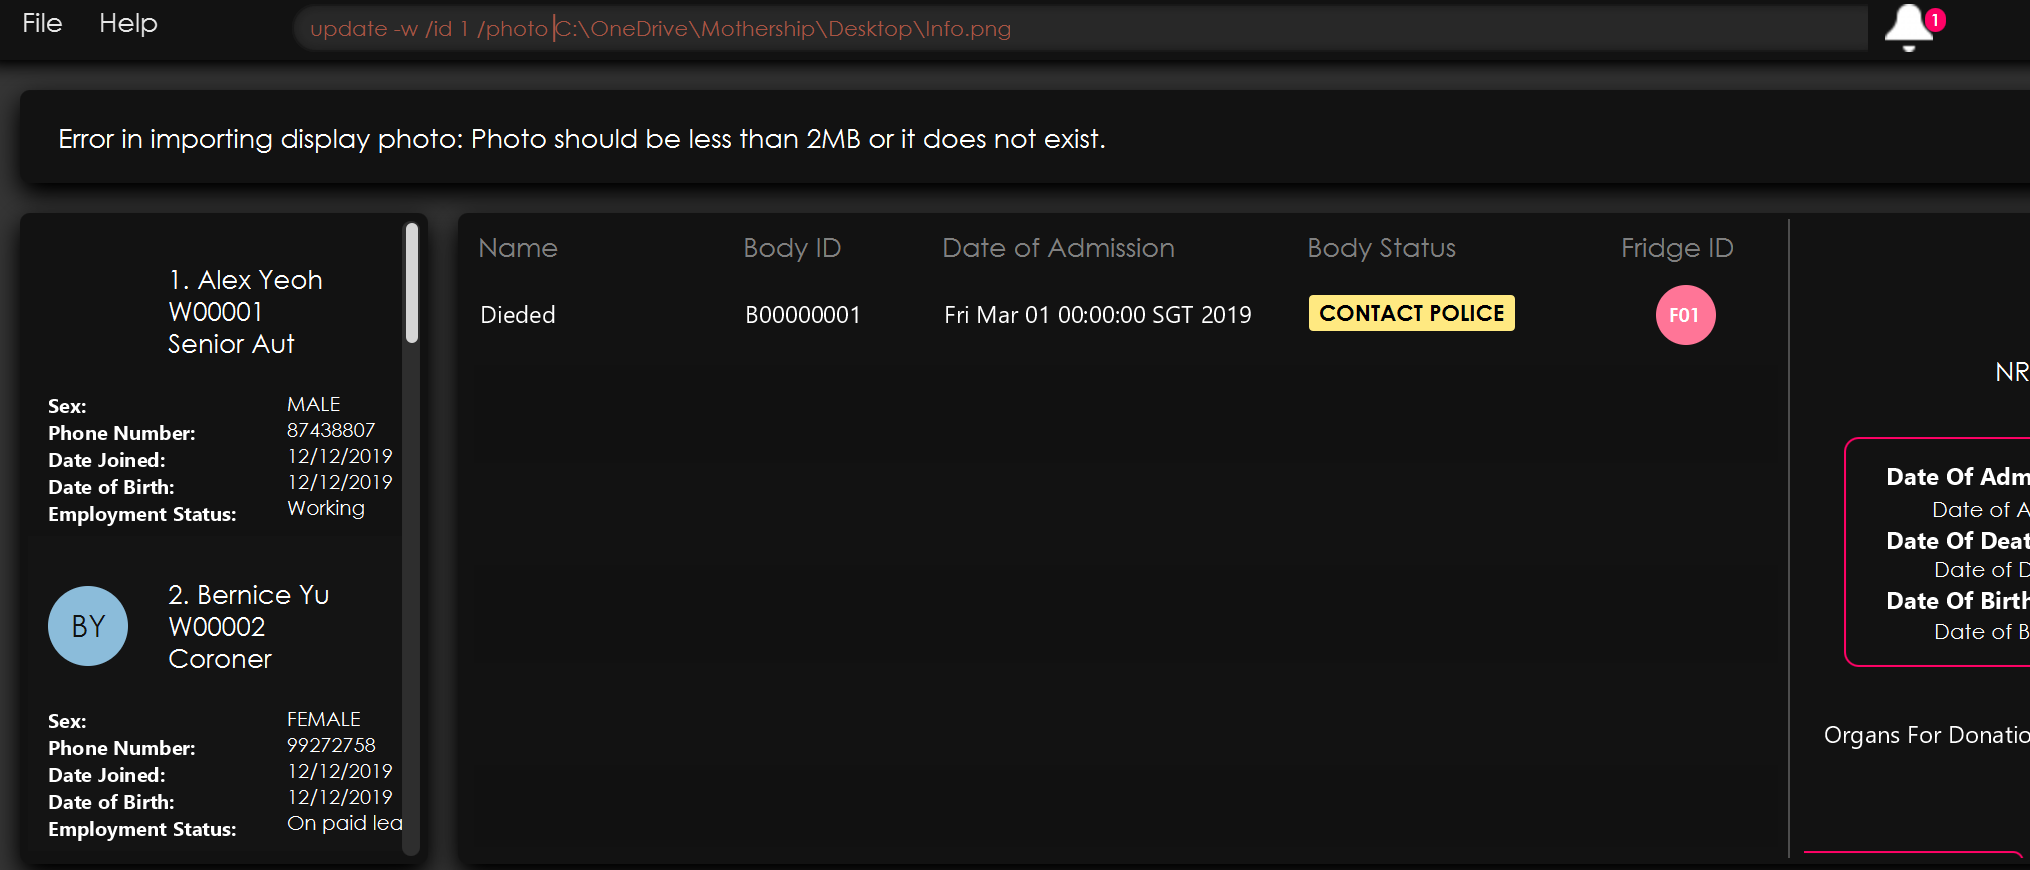 File Help
update -w /id 1 /photo C:\OneDrive\Mothership\Desktop\Info.png
1
Error in importing display photo: Photo should be less than 2MB or it does not exist.
1. Alex Yeoh
W00001
Senior Aut
Sex: MALE
Phone Number: 87438807
Date Joined: 12/12/2019
Date of Birth: 12/12/2019
Employment Status: Working
BY
2. Bernice Yu
W00002
Coroner
Sex: FEMALE
Phone Number: 99272758
Date Joined: 12/12/2019
Date of Birth: 12/12/2019
Employment Status: On paid lea
Name Body ID Date of Admission Body Status Fridge ID
Dieded B00000001 Fri Mar 01 00:00:00 SGT 2019 CONTACT POLICE F01
NR
Date Of Adm
Date of A
Date Of Deat
Date of D
Date Of Birth
Date of B
Organs For Donatio